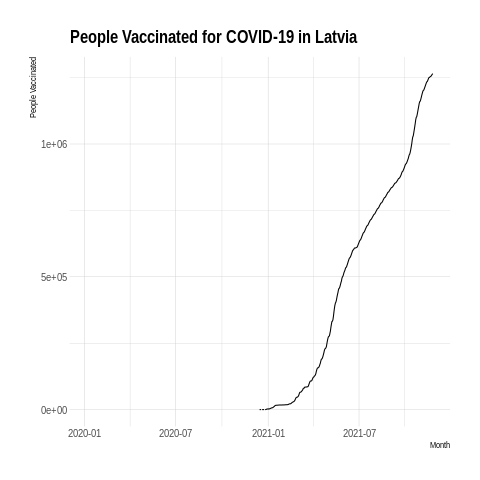 People Vaccinated for COVID-19 in Latvia
People Vaccinated
1e+06
5e+05
0e+00
2020-01 2020-07 2021-01 2021-07
Month